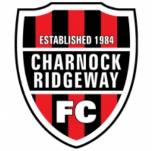 ESTABLISHED 1984
CHARNOCK
RIDGEWAY
FC